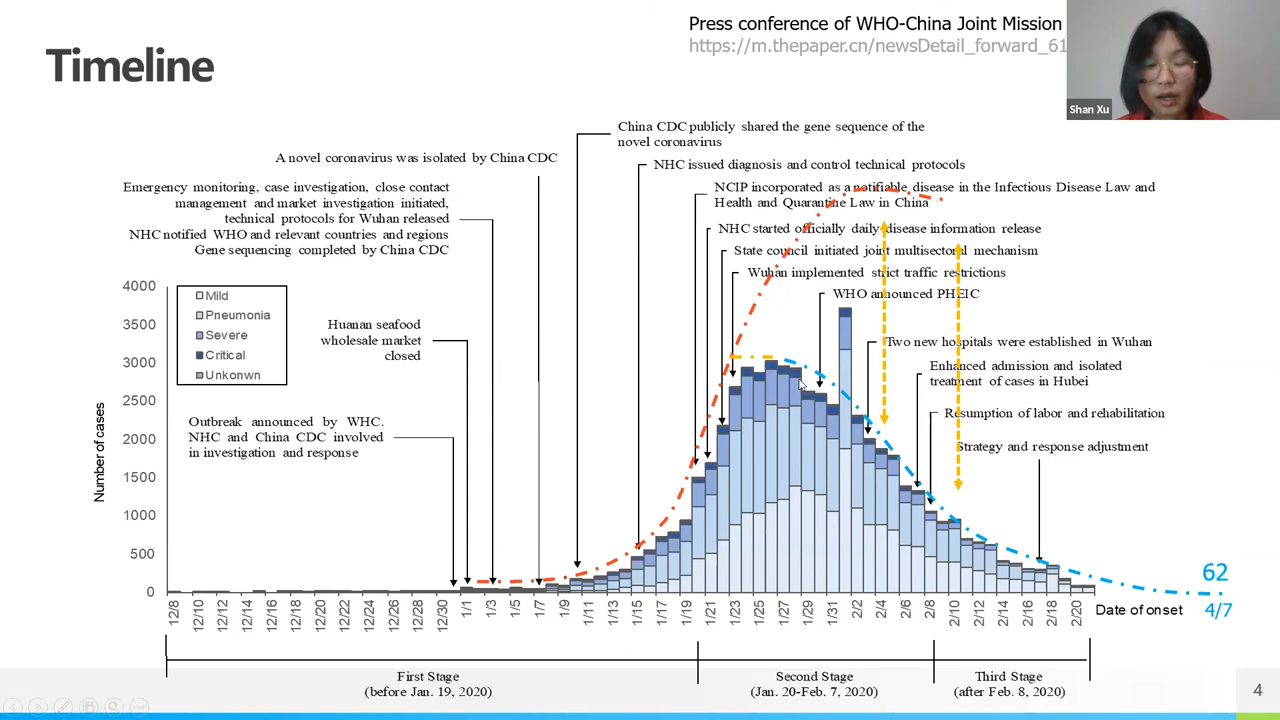 Press conference of WHO-China Joint Mission
https://m.thepaper.cn/newsDetail_forward_61
Timeline
Shan Xu
China CDC publicly shared the gene sequence of the
novel coronavirus
A novel coronavirus was isolated by China CDC
NHC issued diagnosis and control technical protocols
Emergency monitoring, case investigation, close contact
management and market investigation initiated,
technical protocols for Wuhan released
NHC notified WHO and relevant countries and regions
Gene sequencing completed by China CDC
NCIP incorporated as a notifiable disease in the Infectious Disease Law and
Health and Quarantine Law in China
NHC started officially daily disease information release
State council initiated joint multisectoral mechanism
Wuhan implemented strict traffic restrictions
WHO announced PHEIC
Two new hospitals were established in Wuhan
Enhanced admission and isolated
treatment of cases in Hubei
Resumption of labor and rehabilitation
Strategy and response adjustment
Huanan seafood
wholesale market
closed
Outbreak announced by WHC.
NHC and China CDC involved
in investigation and response
Mild
Pneumonia
Severe
Critical
Unkonwn
Number of cases
4000
3500
3000
2500
2000
1500
1000
500
0
12/8 12/10 12/12 12/14 12/16 12/18 12/20 12/22 12/24 12/26 12/28 12/30 1/1 1/3 1/5 1/7 1/9 1/11 1/13 1/15 1/17 1/19 1/21 1/23 1/25 1/27 1/29 1/31 2/2 2/4 2/6 2/8 2/10 2/12 2/14 2/16 2/18 2/20
Date of onset
62
4/7
First Stage
(before Jan. 19, 2020)
Second Stage
(Jan. 20-Feb. 7, 2020)
Third Stage
(after Feb. 8, 2020)
4